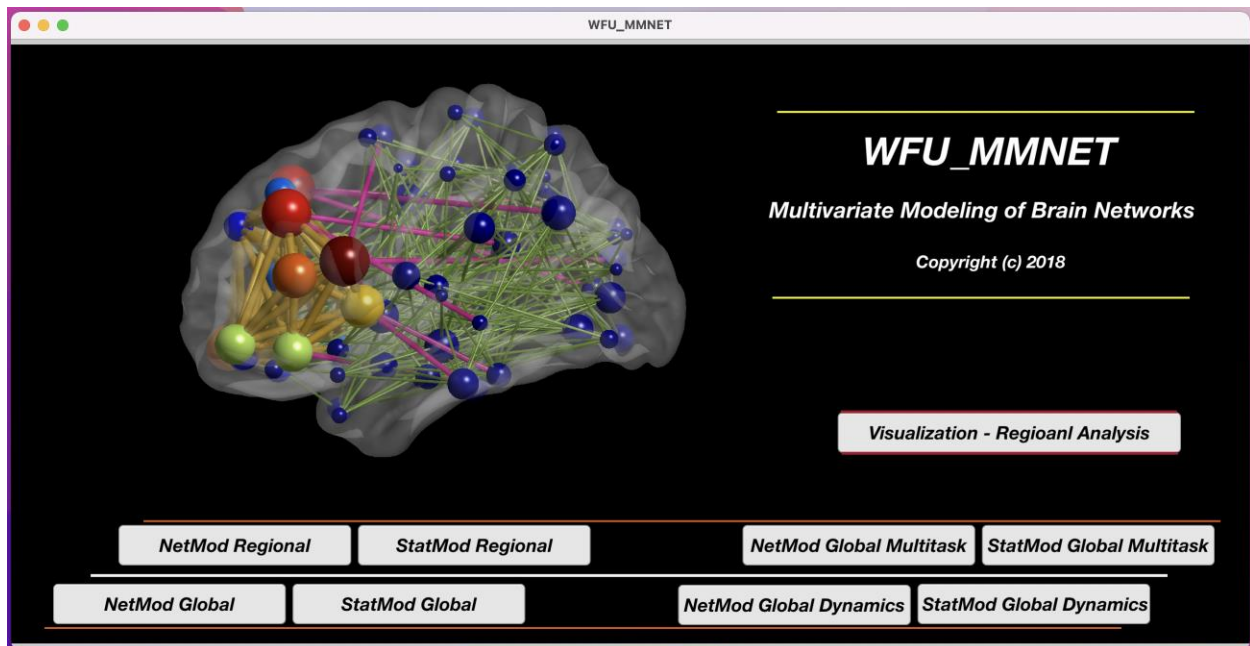 WFU_MMNET
WFU_MMNET
Multivariate Modeling of Brain Networks
Copyright (c) 2018
Visualization - Regioanl Analysis
NetMod Regional
StatMod Regional
NetMod Global Multitask
StatMod Global Multitask
NetMod Global
StatMod Global
NetMod Global Dynamics
StatMod Global Dynamics